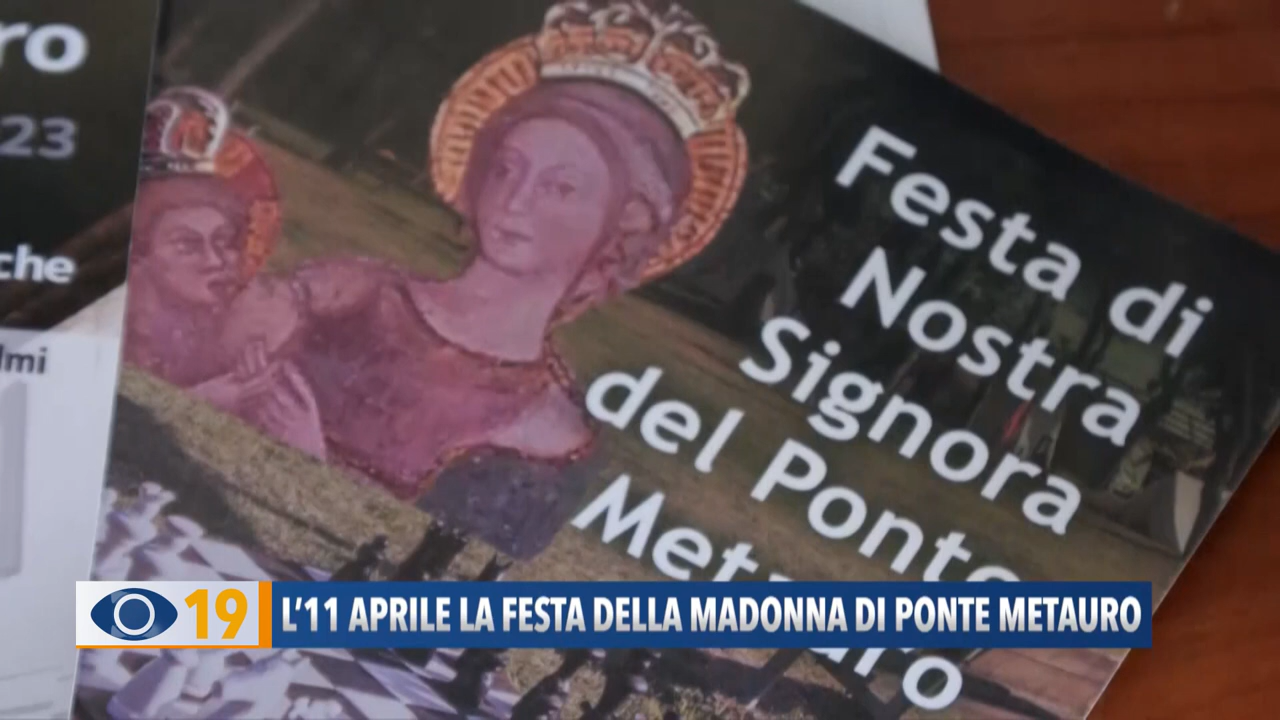 ro
23
che
lmi
Festa di
Nostra
Signora
del Ponte
Metauro
19
L'11 APRILE LA FESTA DELLA MADONNA DI PONTE METAURO